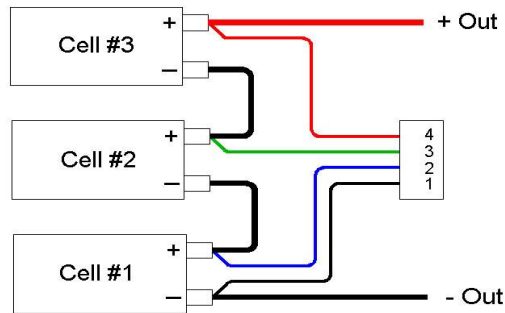 + Out
+
Cell #3
–
4
+
3
Cell #2
2
–
1
+
Cell #1
–
- Out